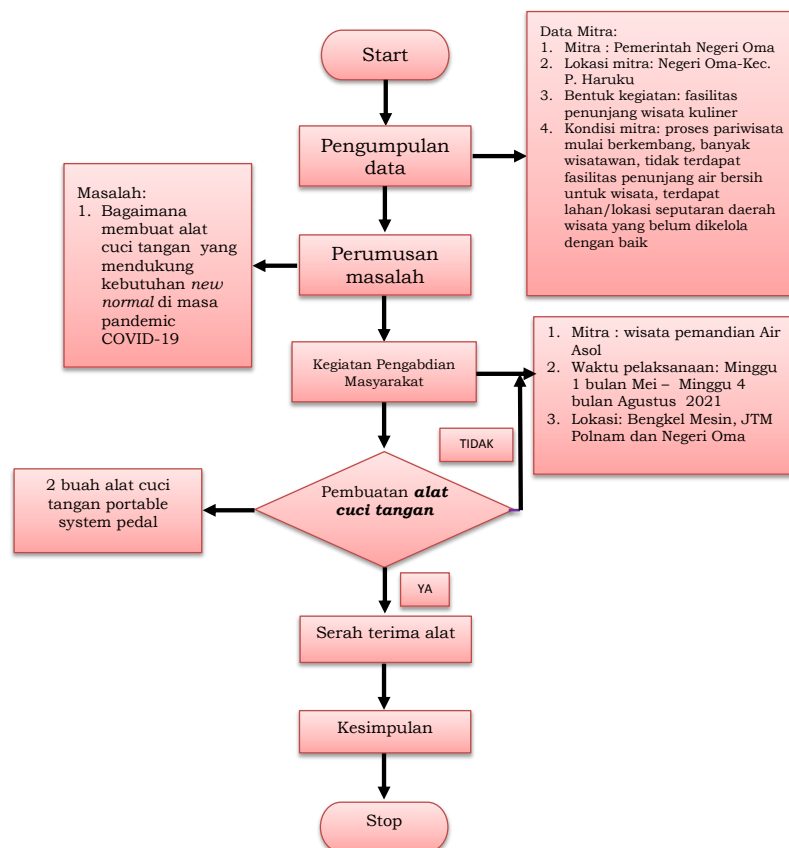 Start
Data Mitra:
1. Mitra : Pemerintah Negeri Oma
2. Lokasi mitra: Negeri Oma-Kec.
P. Haruku
3. Bentuk kegiatan: fasilitas
penunjang wisata kuliner
4. Kondisi mitra: proses pariwisata
mulai berkembang, banyak
wisatawan, tidak terdapat
fasilitas penunjang air bersih
untuk wisata, terdapat
lahan/lokasi seputaran daerah
wisata yang belum dikelola
dengan baik
Pengumpulan
data
Masalah:
1. Bagaimana
membuat alat
cuci tangan yang
mendukung
kebutuhan new
normal di masa
pandemic
COVID-19
Perumusan
masalah
Kegiatan Pengabdian
Masyarakat
1. Mitra : wisata pemandian Air
Asol
2. Waktu pelaksanaan: Minggu
1 bulan Mei – Minggu 4
bulan Agustus 2021
3. Lokasi: Bengkel Mesin, JTM
Polnam dan Negeri Oma
TIDAK
2 buah alat cuci
tangan portable
system pedal
Pembuatan alat
cuci tangan
YA
Serah terima alat
Kesimpulan
Stop